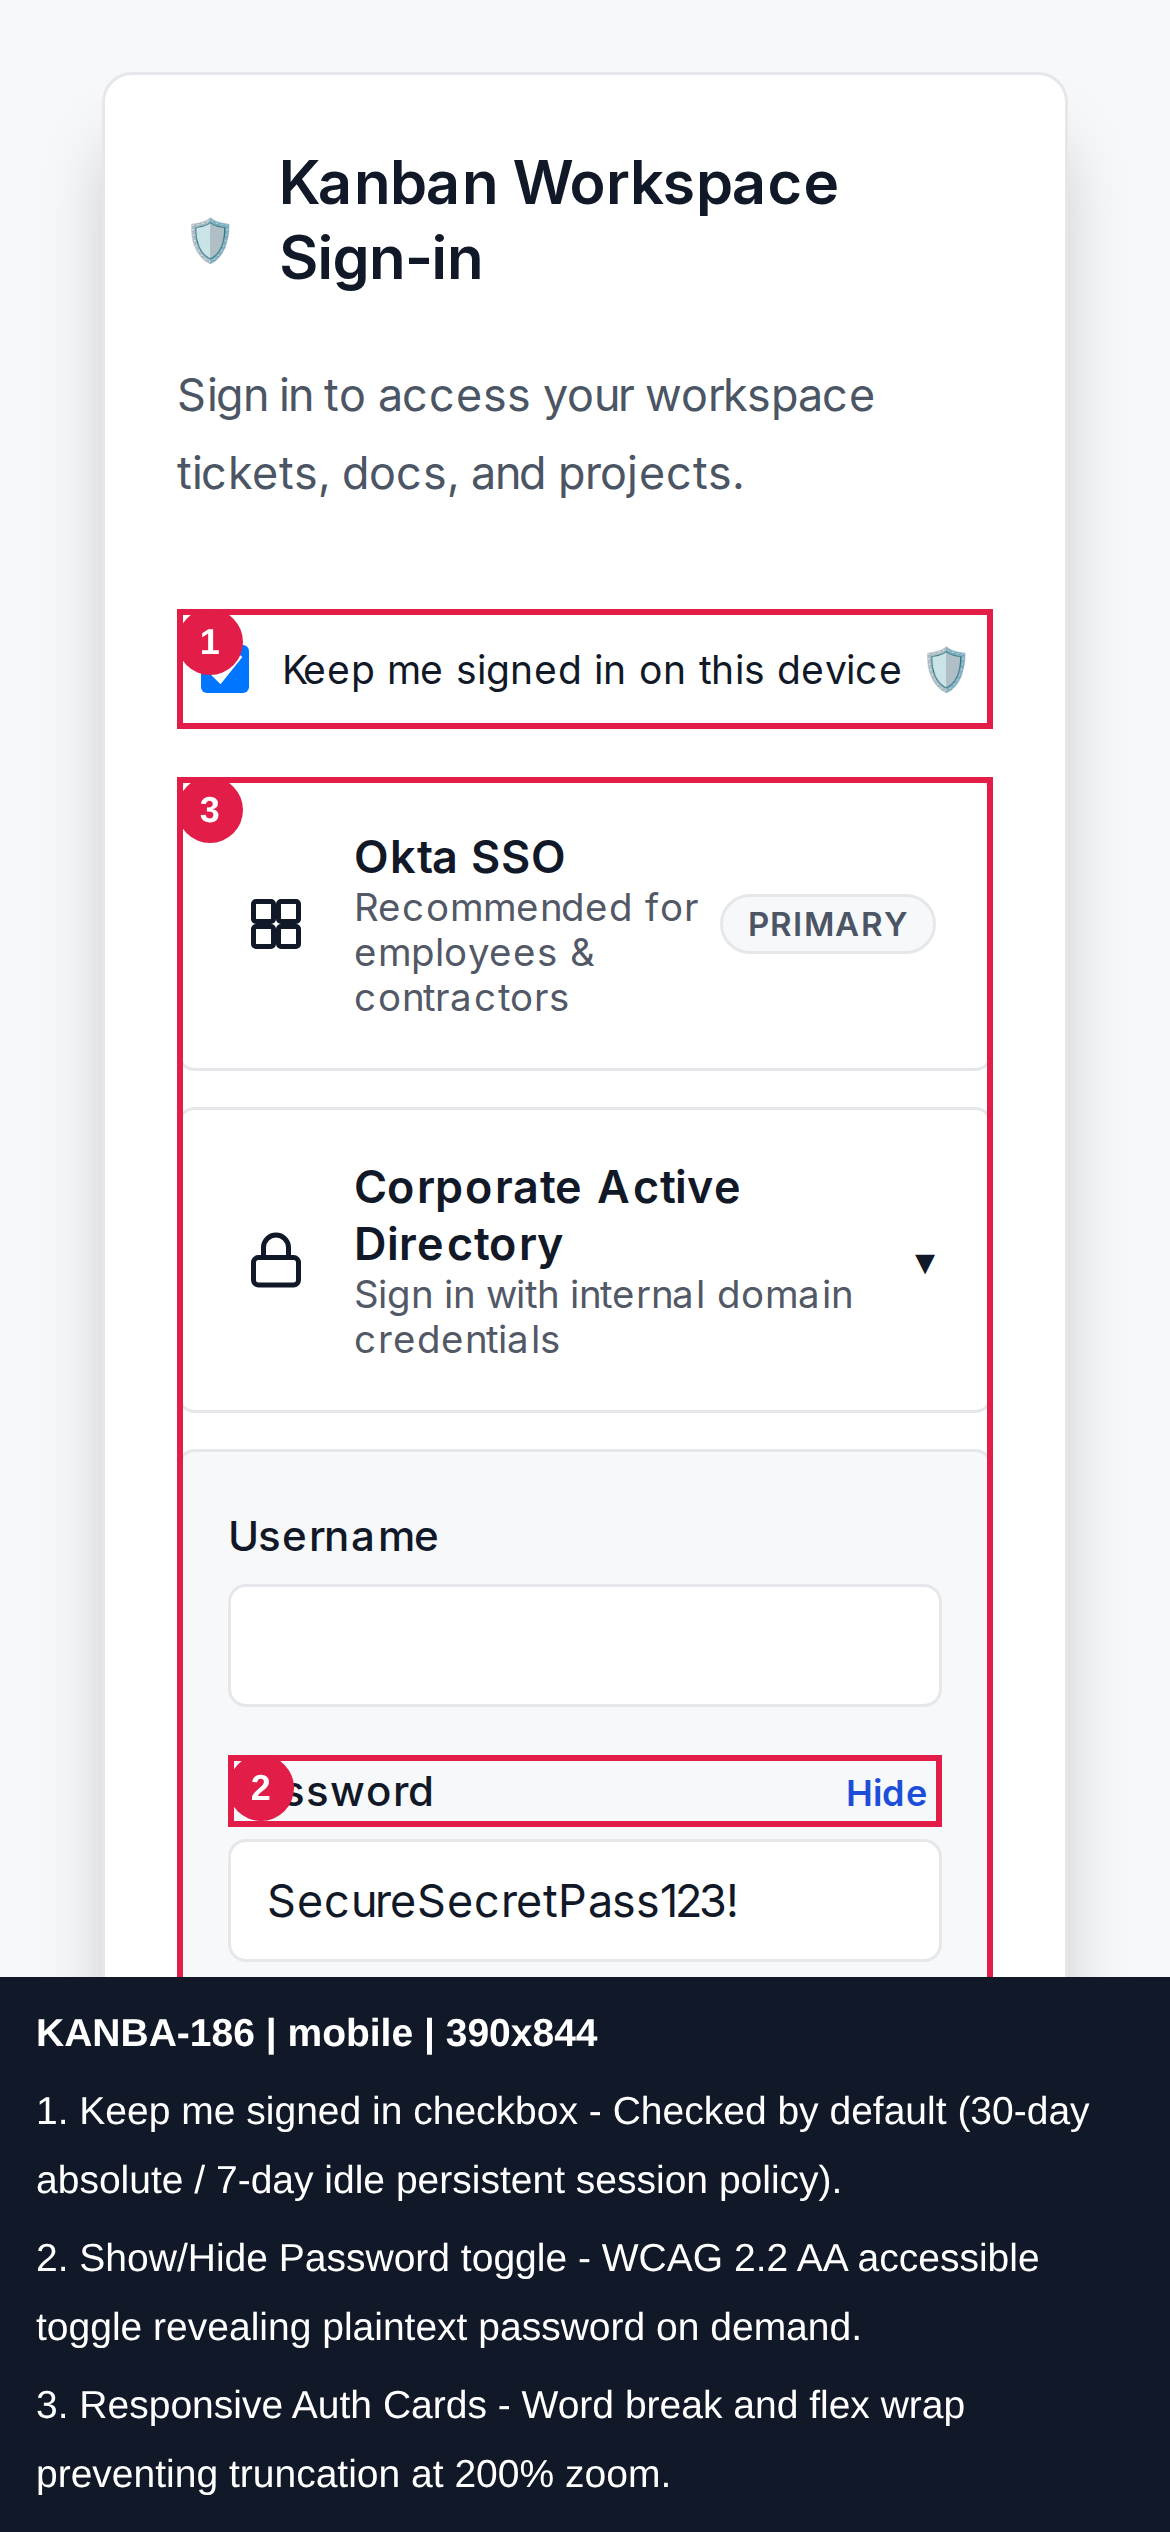 Kanban Workspace
Sign-in
Sign in to access your workspace
tickets, docs, and projects.
1
Keep me signed in on this device
3
Okta SSO
Recommended for
employees &
contractors
PRIMARY
Corporate Active
Directory
Sign in with internal domain
credentials
▼
Username
2
ssword
Hide
SecureSecretPass123!
KANBA-186 | mobile | 390x844
1. Keep me signed in checkbox - Checked by default (30-day
absolute / 7-day idle persistent session policy).
2. Show/Hide Password toggle - WCAG 2.2 AA accessible
toggle revealing plaintext password on demand.
3. Responsive Auth Cards - Word break and flex wrap
preventing truncation at 200% zoom.